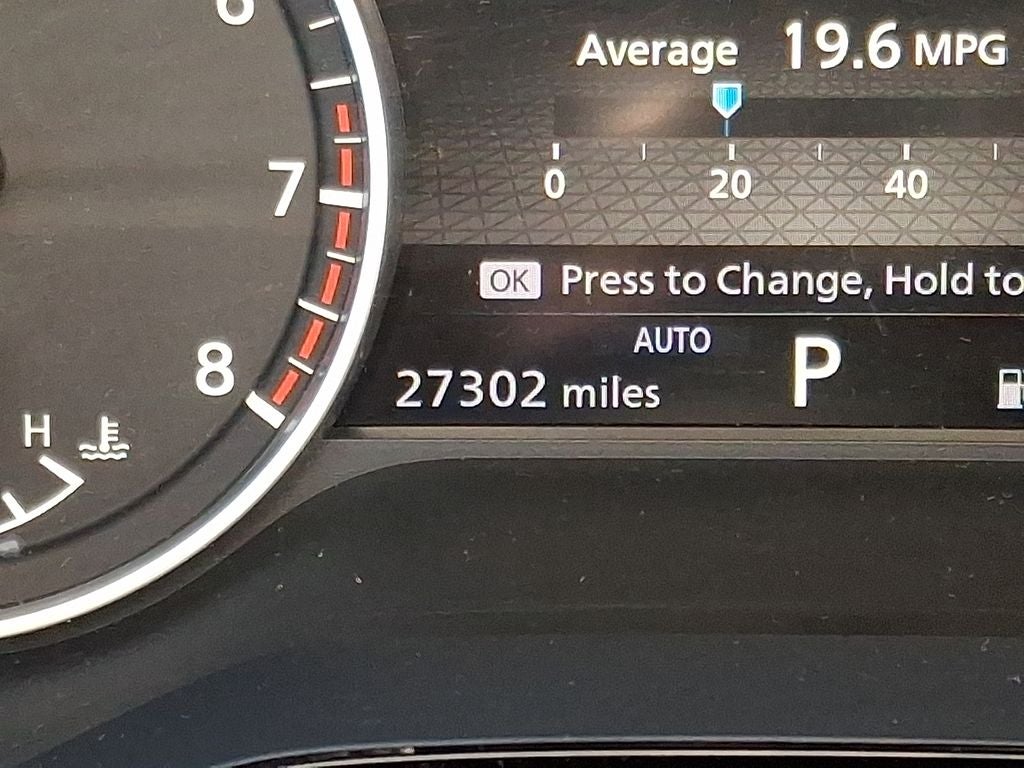 6
Average 19.6 MPG
7
0 20 40
OK Press to Change, Hold to
AUTO
8
27302 miles P
H